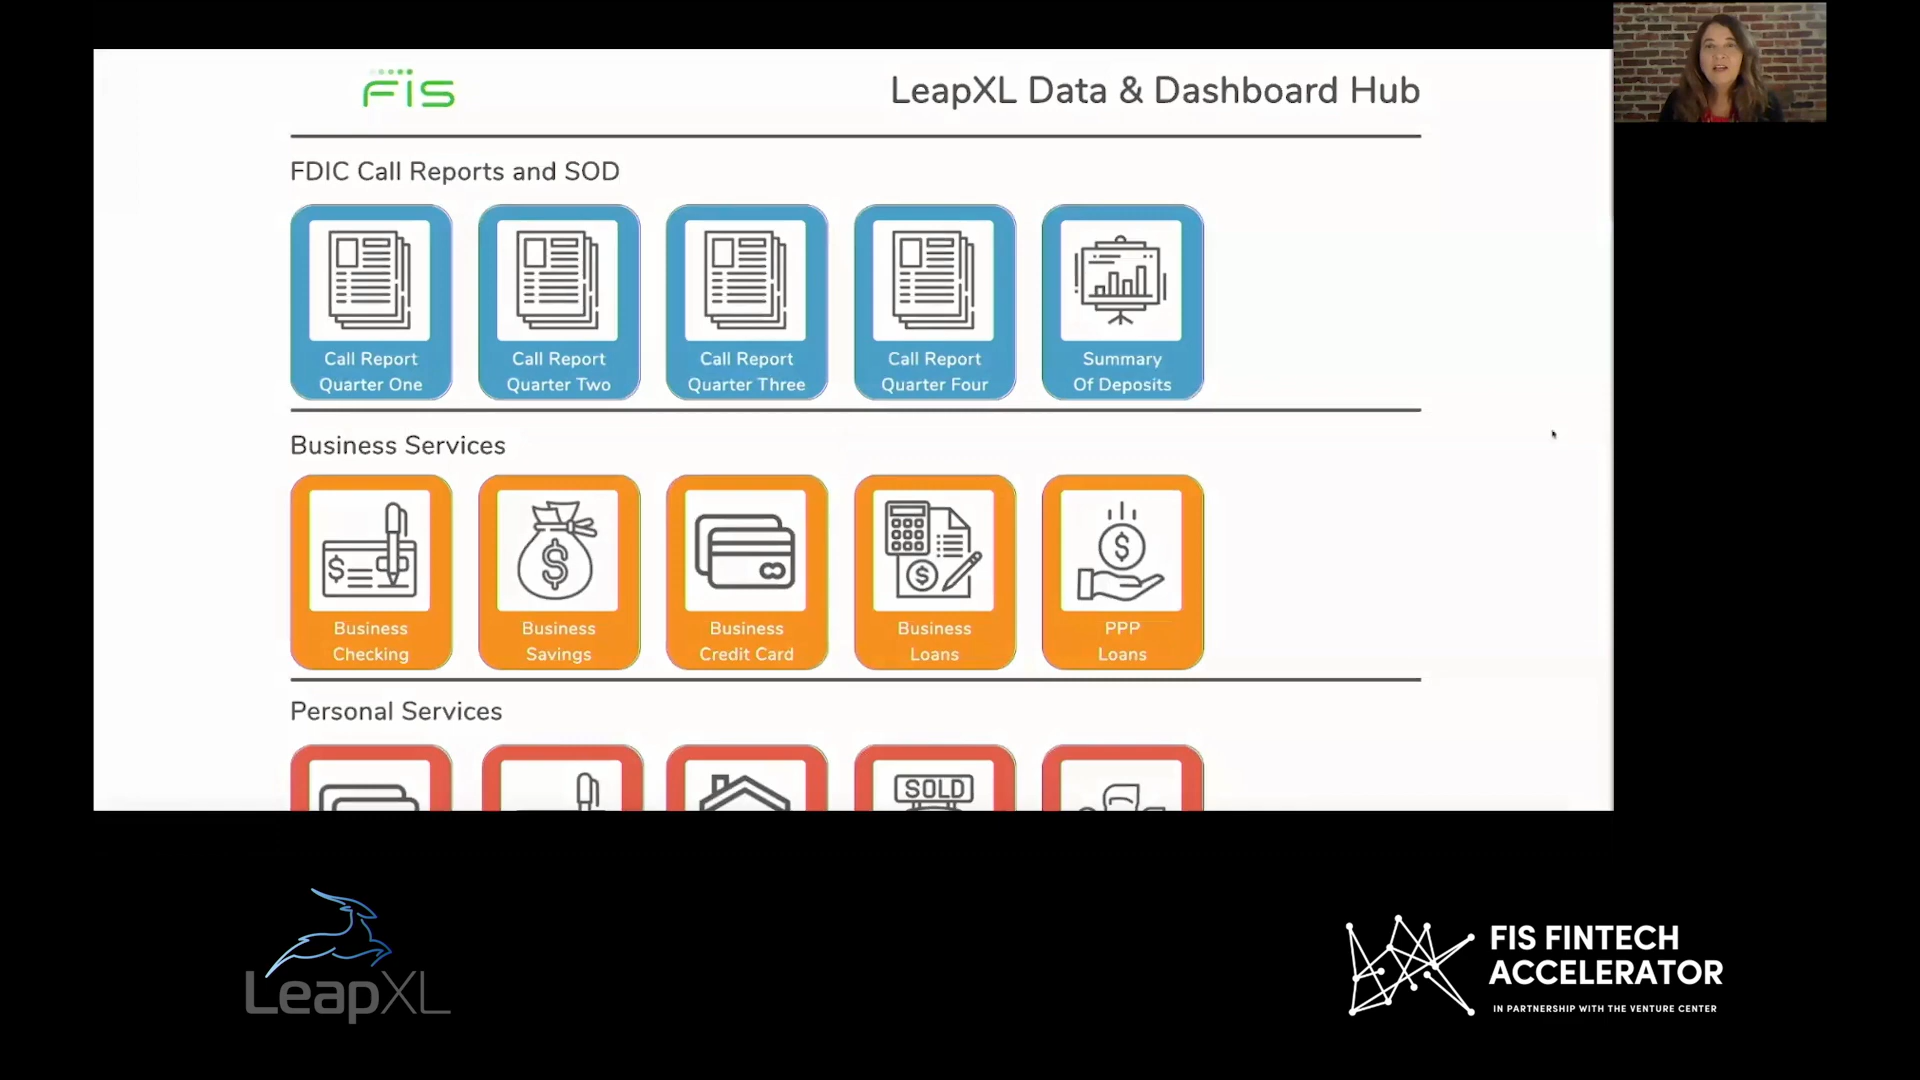 FIS
LeapXL Data & Dashboard Hub
FDIC Call Reports and SOD
Call Report
Quarter One
Call Report
Quarter Two
Call Report
Quarter Three
Call Report
Quarter Four
Summary
Of Deposits
Business Services
$
Business
Checking
$
Business
Savings
Business
Credit Card
$
Business
Loans
$
PPP
Loans
Personal Services
SOLD
LeapXL
FIS FINTECH
ACCELERATOR
IN PARTNERSHIP WITH THE VENTURE CENTER